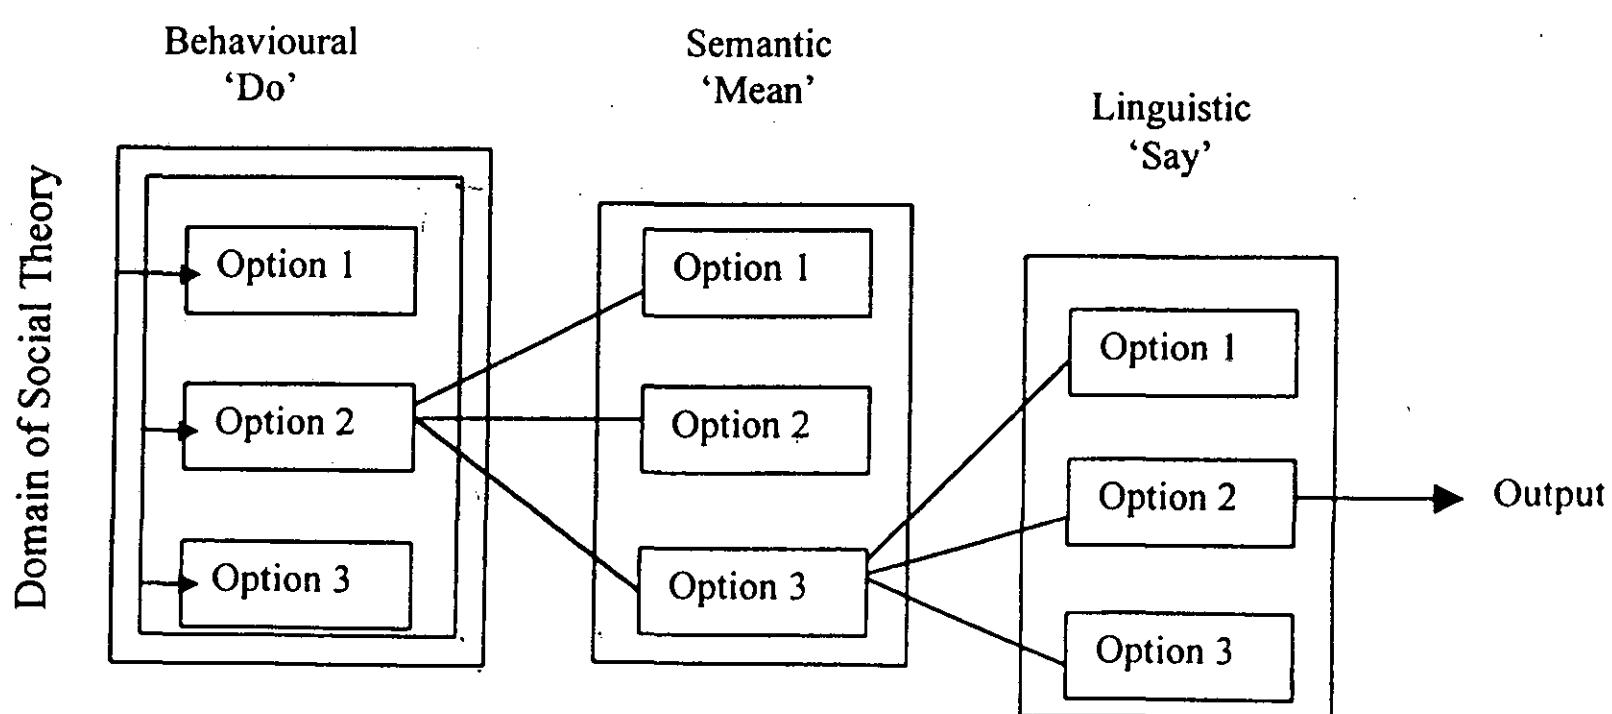 Behavioural
‘Do’
Semantic
‘Mean’
Linguistic
‘Say’
Domain of Social Theory
Option 1
Option 2
Option 3
Option 1
Option 2
Option 3
Option 1
Option 2
Option 3
Output